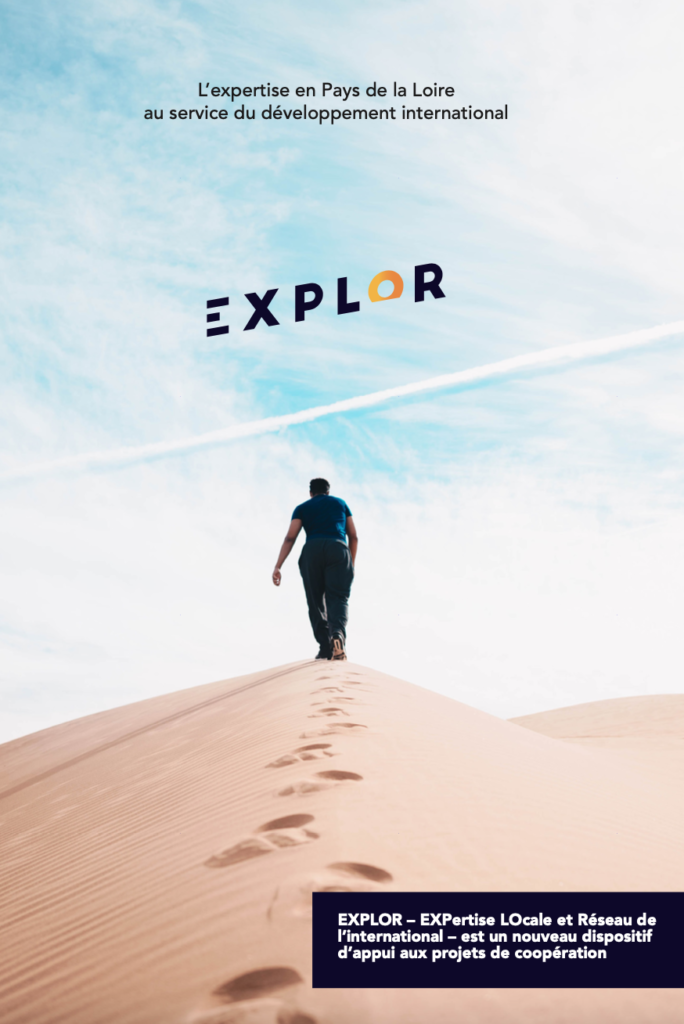 L’expertise en Pays de la Loire
au service du développement international
EXPLOR
EXPLOR – EXPertise LOcale et Réseau de
l’international – est un nouveau dispositif
d’appui aux projets de coopération